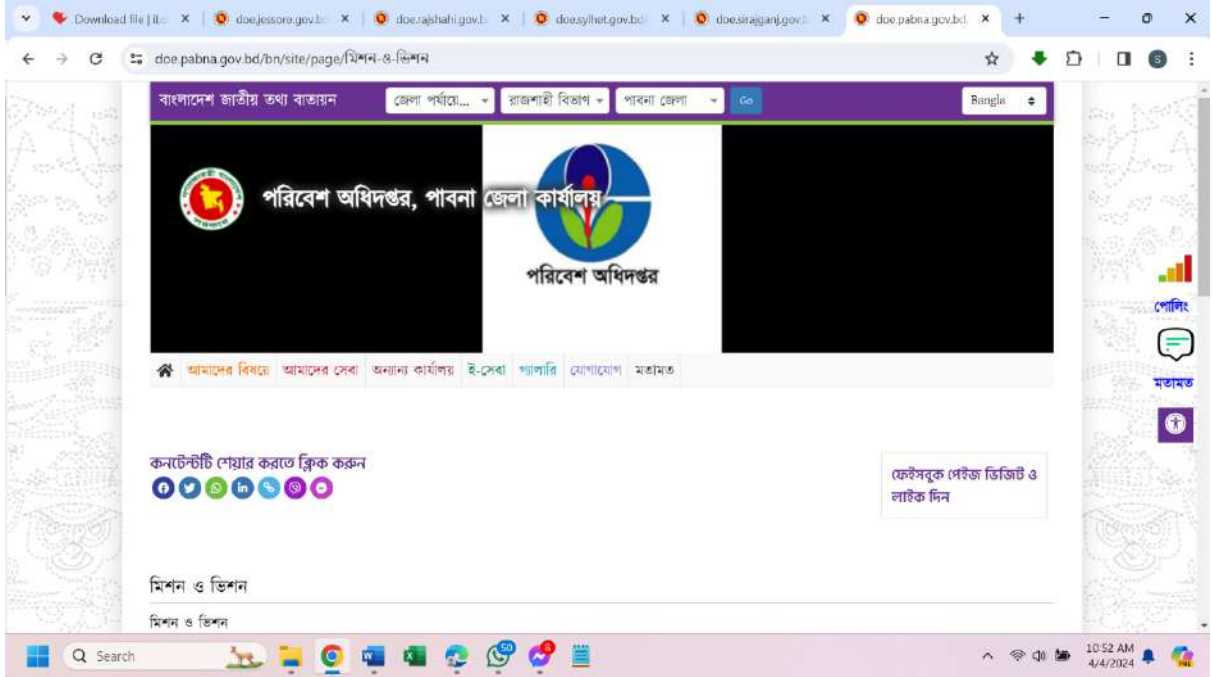 Download file | iLo
doe.jessore.gov.bd
doe.rajshahi.gov.b
doe.sylhet.gov.bd/
doe.sirajganj.gov.b
doe.pabna.gov.bd
doe.pabna.gov.bd/bn/site/page/মিশন-ও-ভিশন
S
বাংলাদেশ জাতীয় তথ্য বাতায়ন
জেলা পর্যায়ে...
রাজশাহী বিভাগ
পাবনা জেলা
Go
Bangla
পরিবেশ অধিদপ্তর, পাবনা জেলা কার্যালয়
পরিবেশ অধিদপ্তর
আমাদের বিষয়ে আমাদের সেবা অন্যান্য কার্যালয় ই-সেবা গ্যালারি যোগাযোগ মতামত
পোলিং
মতামত
কনটেন্টটি শেয়ার করতে ক্লিক করুন
ফেইসবুক পেইজ ভিজিট ও
লাইক দিন
মিশন ও ভিশন
মিশন ও ভিশন
Search
50
8
10:52 AM
4/4/2024
PRE